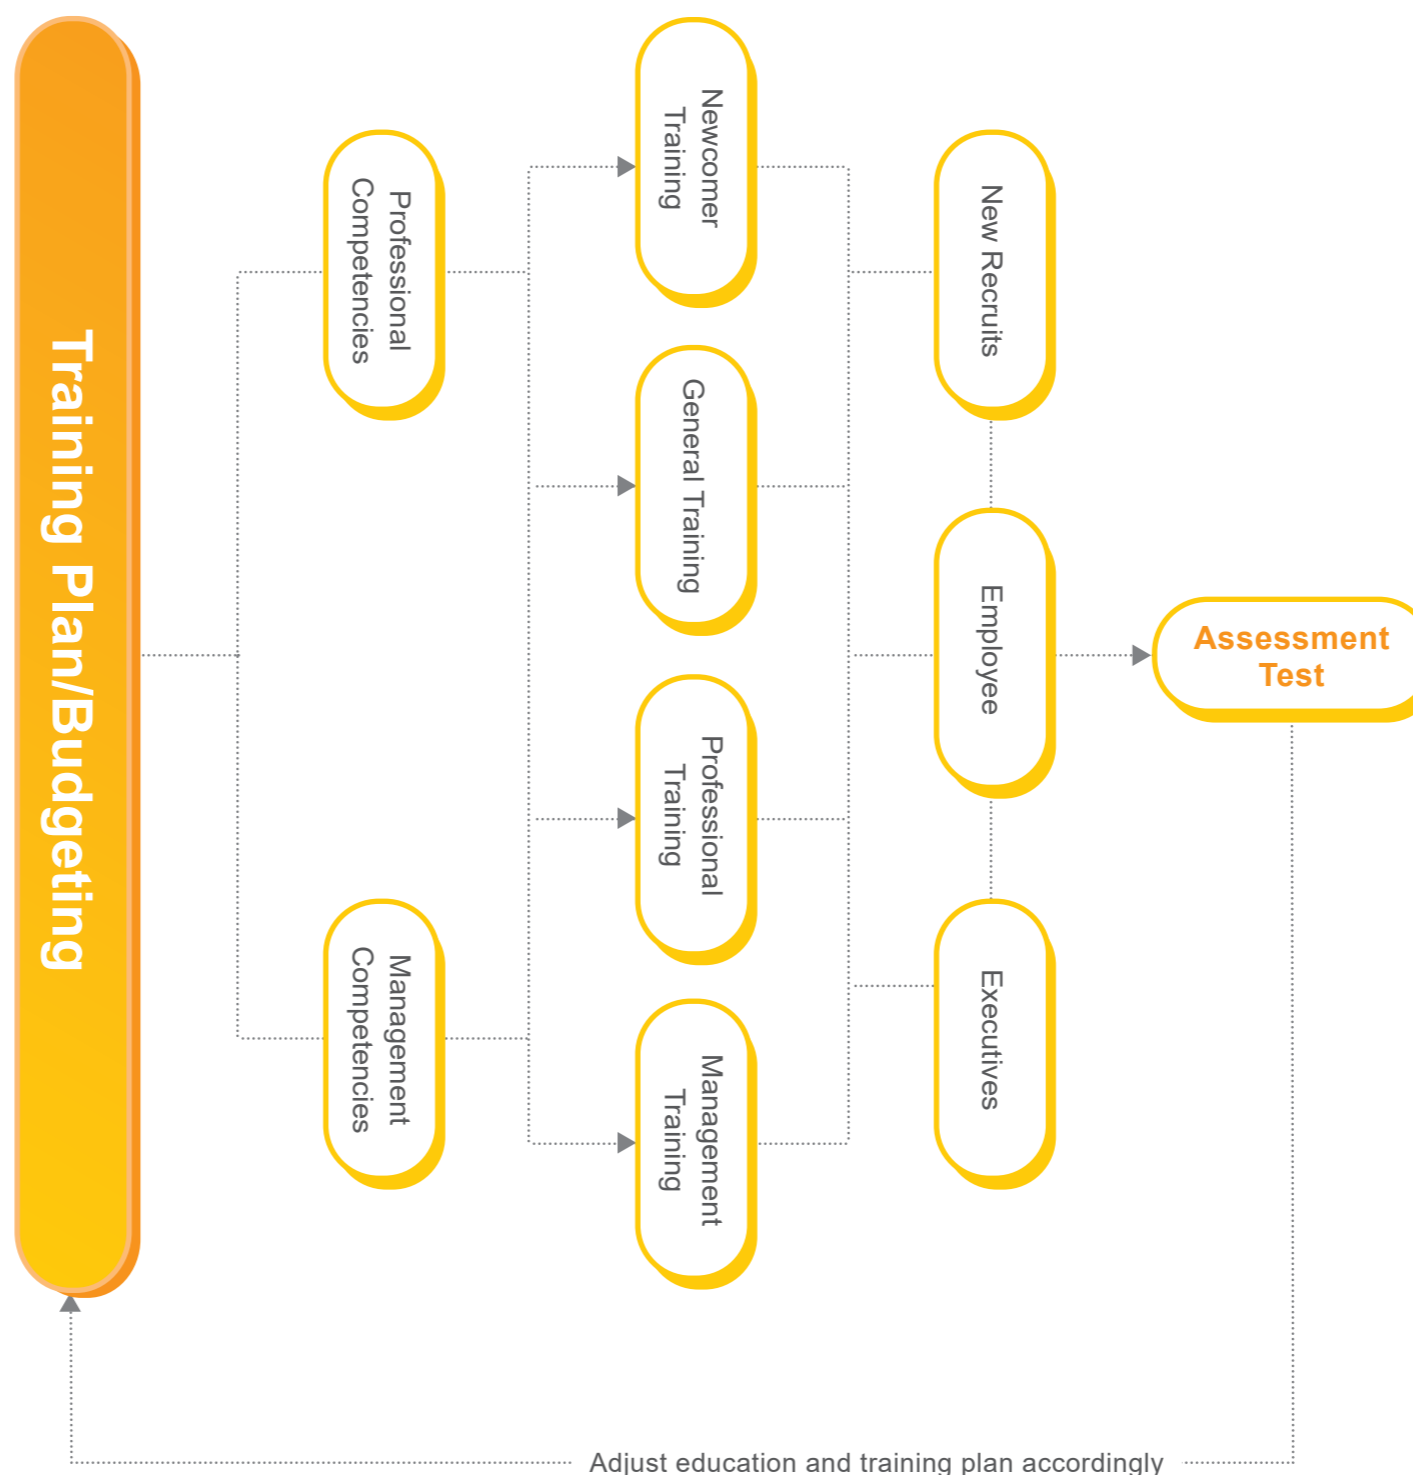 Training Plan/Budgeting
Professional
Competencies
Management
Competencies
Newcomer
Training
General Training
Professional
Training
Management
Training
New Recruits
Employee
Executives
Assessment
Test
Adjust education and training plan accordingly